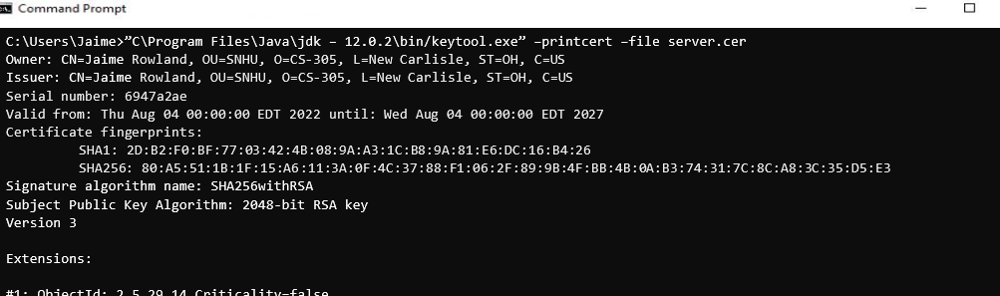 Command Prompt
C:\Users\Jaime>”C\Program Files\Java\jdk – 12.0.2\bin/keytool.exe” –printcert –file server.cer
Owner: CN=Jaime Rowland, OU=SNHU, O=CS-305, L=New Carlisle, ST=OH, C=US
Issuer: CN=Jaime Rowland, OU=SNHU, O=CS-305, L=New Carlisle, ST=OH, C=US
Serial number: 6947a2ae
Valid from: Thu Aug 04 00:00:00 EDT 2022 until: Wed Aug 04 00:00:00 EDT 2027
Certificate fingerprints:
SHA1: 2D:B2:F0:BF:77:03:42:4B:08:9A:A3:1C:B8:9A:81:E6:DC:16:B4:26
SHA256: 80:A5:51:1B:1F:15:A6:11:3A:0F:4C:37:88:F1:06:2F:89:9B:4F:BB:4B:0A:B3:74:31:7C:8C:A8:3C:35:D5:E3
Signature algorithm name: SHA256withRSA
Subject Public Key Algorithm: 2048-bit RSA key
Version 3
Extensions:
#1: ObjectId: 2.5.29.14 Criticality=false